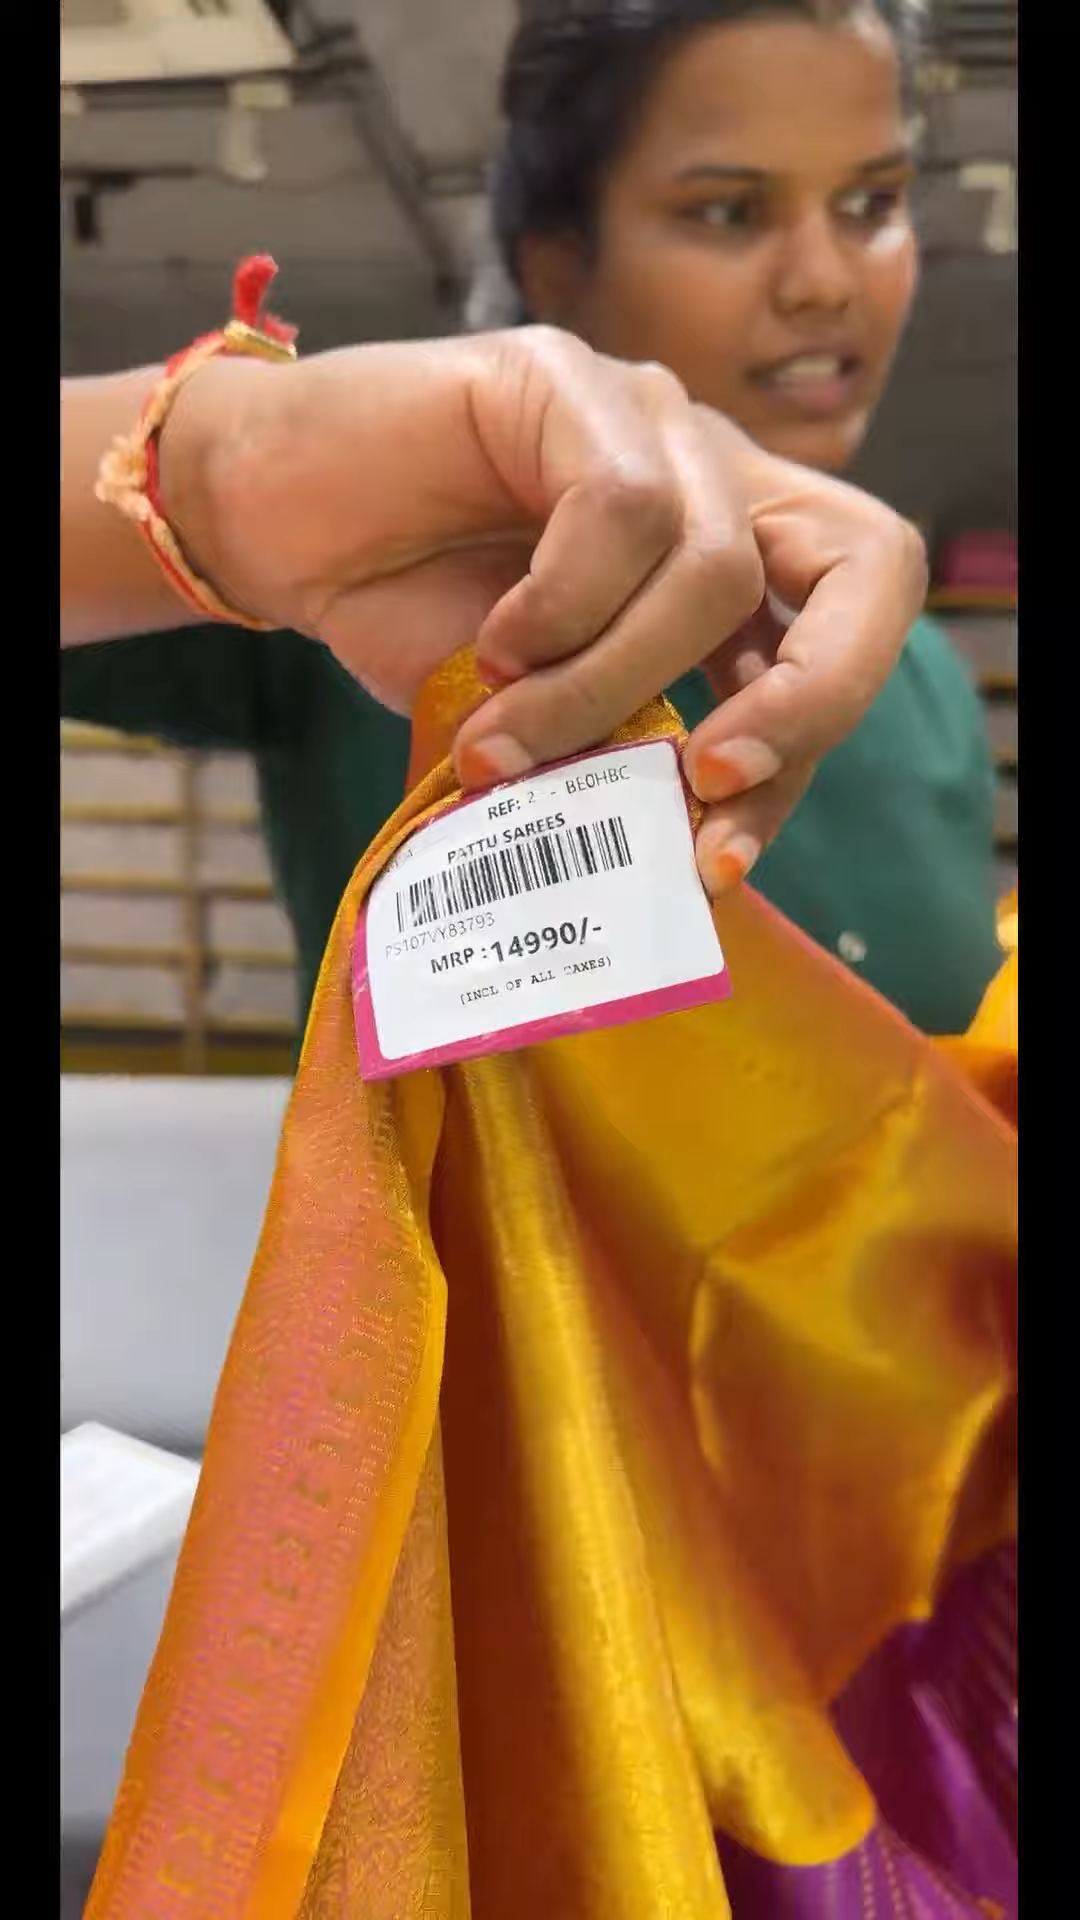 REF: 2 - BE0HBC
PATTU SAREES
PS107VY83793
MRP : 14990/-
(INCL OF ALL TAXES)